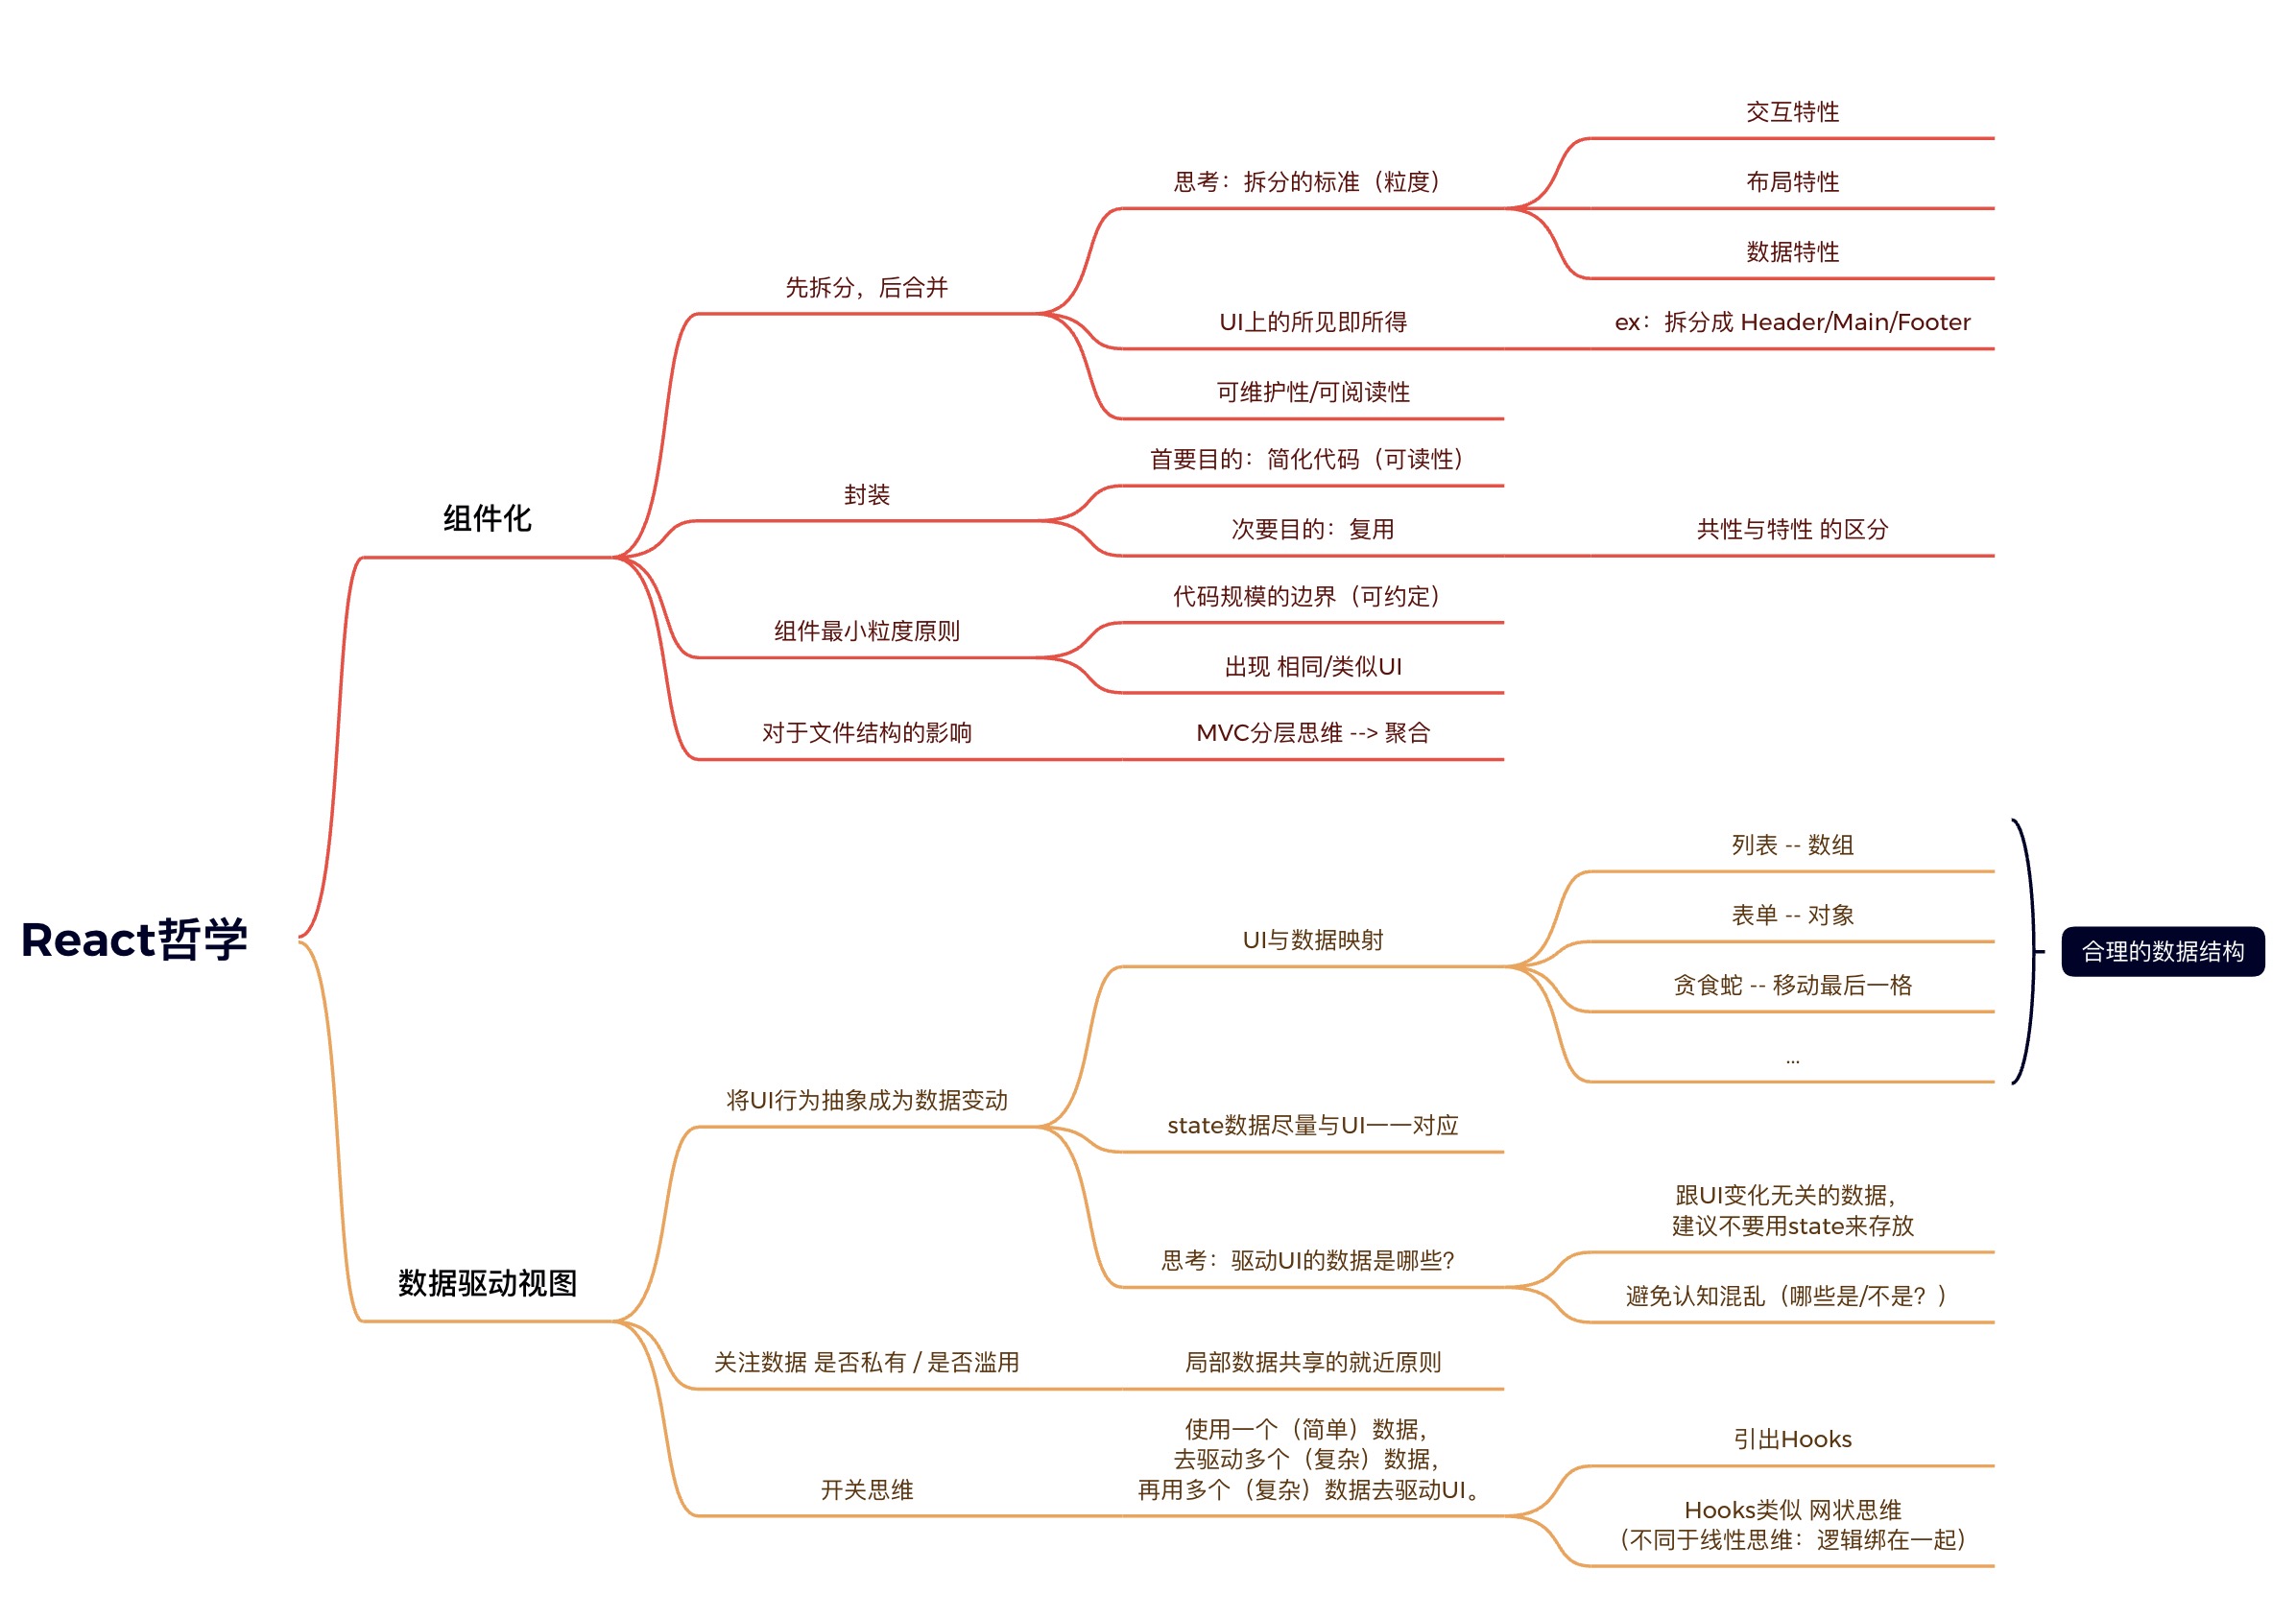 React哲学
组件化
先拆分，后合并
思考：拆分的标准（粒度）
交互特性
布局特性
数据特性
UI上的所见即所得
ex：拆分成 Header/Main/Footer
可维护性/可阅读性
封装
首要目的：简化代码（可读性）
次要目的：复用
共性与特性 的区分
组件最小粒度原则
代码规模的边界（可约定）
出现 相同/类似UI
对于文件结构的影响
MVC分层思维 --> 聚合
数据驱动视图
将UI行为抽象成为数据变动
UI与数据映射
列表 -- 数组
表单 -- 对象
贪食蛇 -- 移动最后一格
...
合理的数据结构
state数据尽量与UI一一对应
思考：驱动UI的数据是哪些？
跟UI变化无关的数据，
建议不要用state来存放
避免认知混乱（哪些是/不是？）
关注数据 是否私有 / 是否滥用
局部数据共享的就近原则
开关思维
使用一个（简单）数据，
去驱动多个（复杂）数据，
再用多个（复杂）数据去驱动UI。
引出Hooks
Hooks类似 网状思维
（不同于线性思维：逻辑绑在一起）